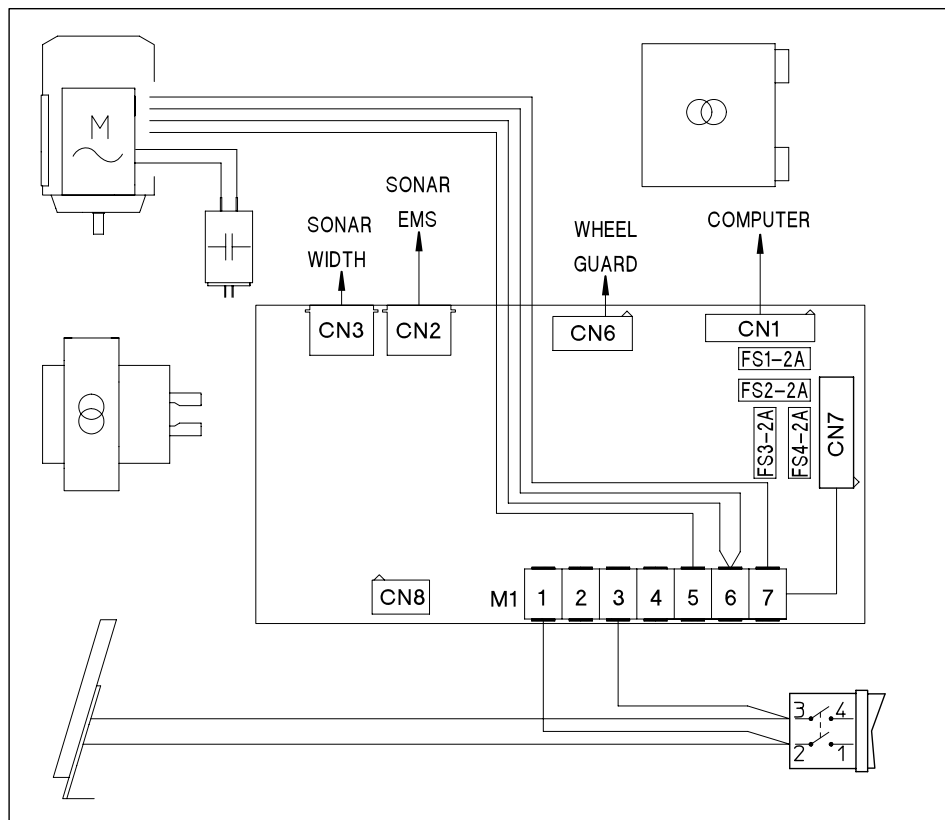 M
SONAR
EMS
SONAR
WIDTH
WHEEL
GUARD
COMPUTER
CN3
CN2
CN6
CN1
FS1-2A
FS2-2A
FS3-2A
FS4-2A
CN7
CN8
M1 1 2 3 4 5 6 7
3 4
2 1